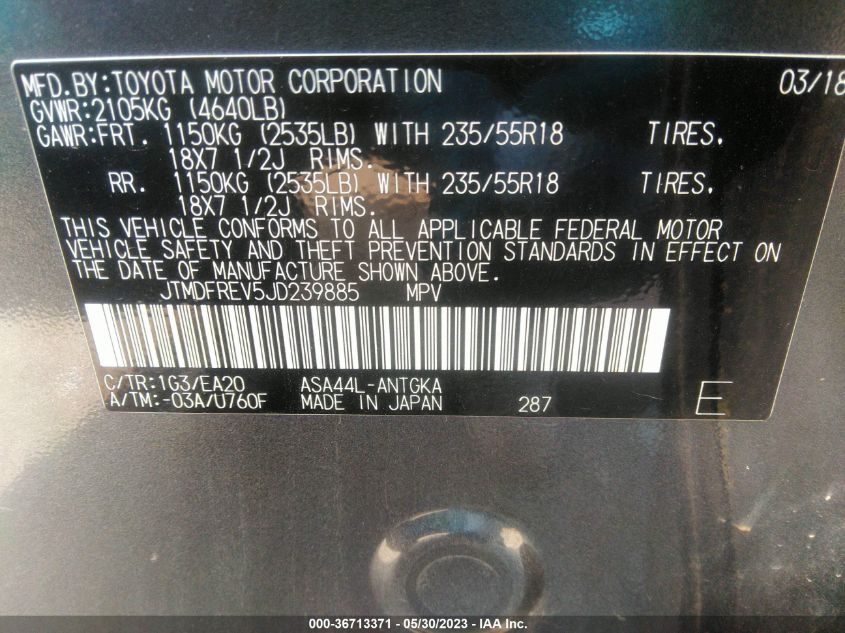 MFD.BY:TOYOTA MOTOR CORPORATION 03/18
GVWR:2105KG (4640LB)
GAWR:FRT. 1150KG (2535LB) WITH 235/55R18 TIRES,
18X7 1/2J RIMS.
RR. 1150KG (2535LB) WITH 235/55R18 TIRES,
18X7 1/2J RIMS.
THIS VEHICLE CONFORMS TO ALL APPLICABLE FEDERAL MOTOR
VEHICLE SAFETY AND THEFT PREVENTION STANDARDS IN EFFECT ON
THE DATE OF MANUFACTURE SHOWN ABOVE.
JTMDFREV5JD239885 MPV
C/TR:1G3/EA20 ASA44L-ANTGKA
A/TM:-03A/U760F MADE IN JAPAN 287 E
000-36713371 - 05/30/2023 - IAA Inc.